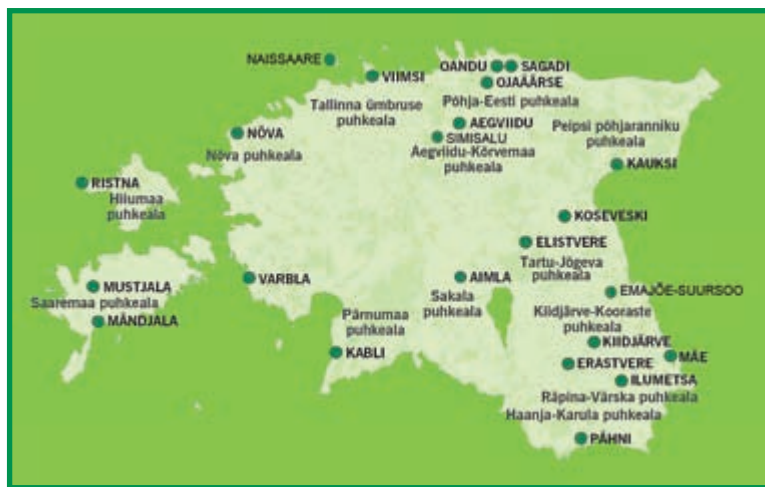 NAISSAARE
OANDU
SAGADI
VIIMSI
OJAÄÄRSE
Tallinna ümbruse
puhkeala
Põhja-Eesti puhkeala
NÕVA
Nõva puhkeala
AEGVIIDU
SIMISALU
Aegviidu-Kõrvemaa
puhkeala
Peipsi põhjaranniku
puhkeala
KAUKSI
RISTNA
Hiiumaa
puhkeala
KOSEVESKI
ELISTVERE
Tartu-Jõgeva
puhkeala
MUSTJALA
Saaremaa puhkeala
MÄNDJALA
VARBLA
AIMLA
Sakala
puhkeala
EMAJÕE-SUURSOO
Pärnumaa
puhkeala
KABLI
Kiidjärve-Kooraste
puhkeala
KIIDJÄRVE
MÄE
ERASTVERE
ILUMETSA
Räpina-Värska puhkeala
Haanja-Karula puhkeala
PÄHNI